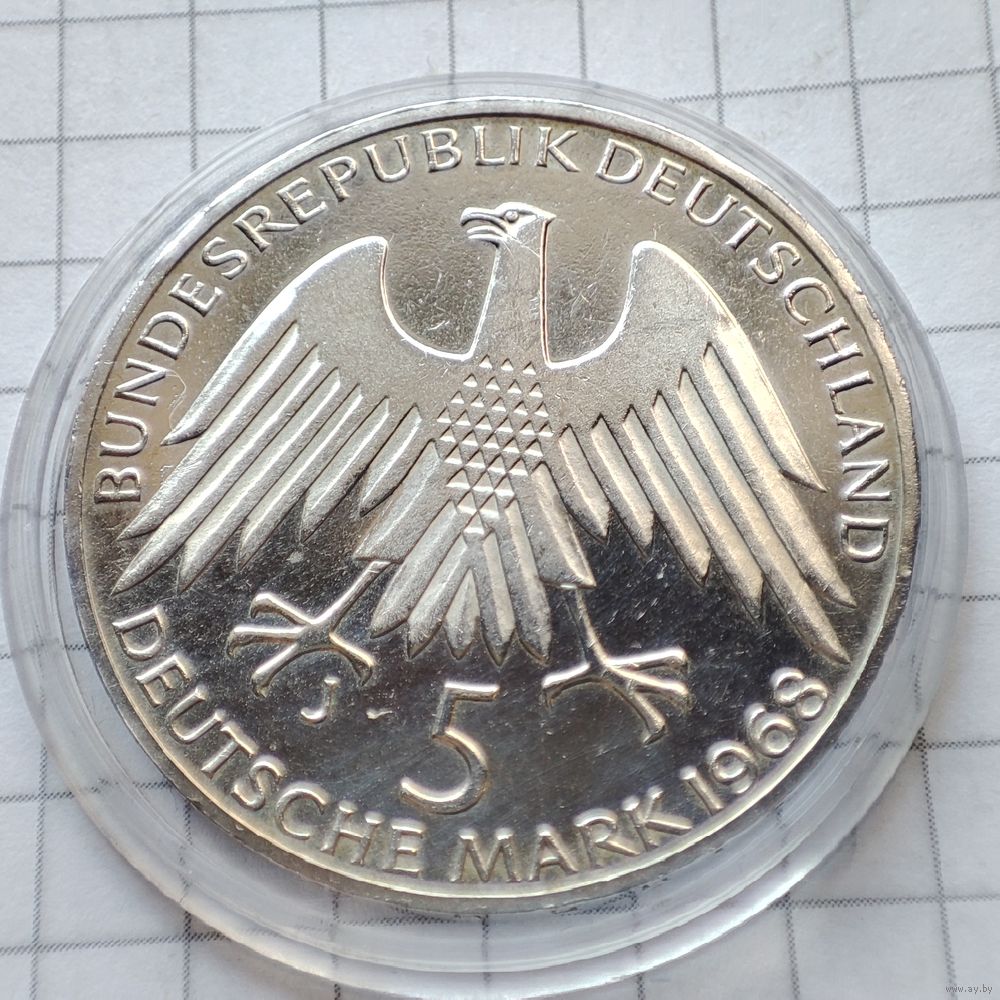 BUNDESREPUBLIK DEUTSCHLAND
J
5
DEUTSCHE MARK 1968
www.ay.by